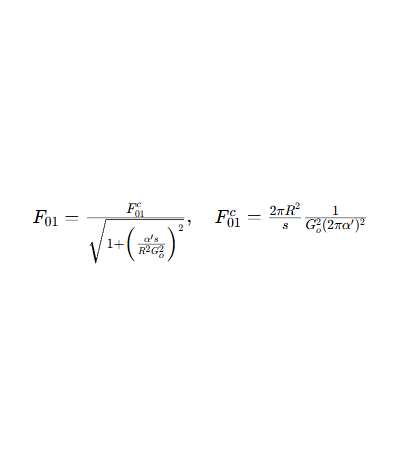 $F_{01} = \frac{F_{01}^c}{\sqrt{1+\left(\frac{\alpha' s}{R^2 G_o^2}\right)^2}}, \quad F_{01}^c = \frac{2\pi R^2}{s} \frac{1}{G_o^2 (2\pi\alpha')^2}$